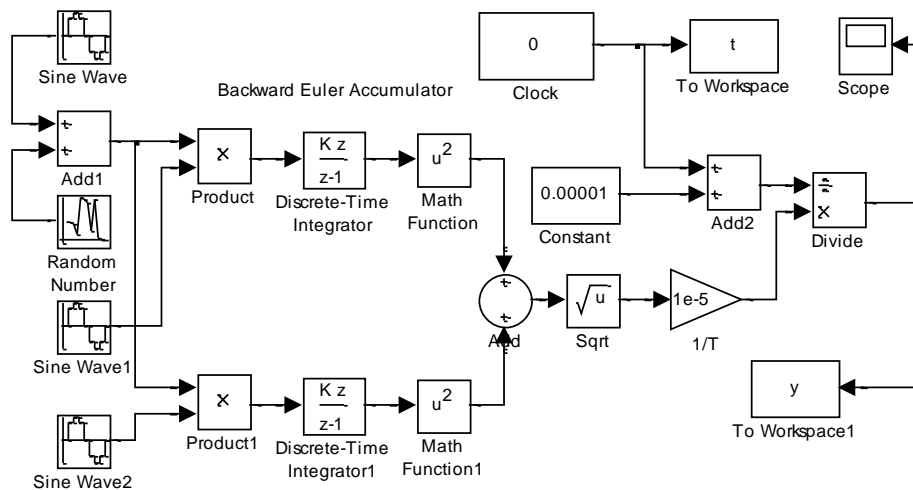 0
t
Sine Wave
Clock
To Workspace
Scope
Backward Euler Accumulator
+
+
Add1
×
Product
K z
z-1
Discrete-Time
Integrator
u2
Math
Function
0.00001
Constant
+
+
Add2
÷
×
Divide
Random
Number
+
+
Add
√u
Sqrt
1e-5
1/T
Sine Wave1
×
Product1
K z
z-1
Discrete-Time
Integrator1
u2
Math
Function1
y
To Workspace1
Sine Wave2